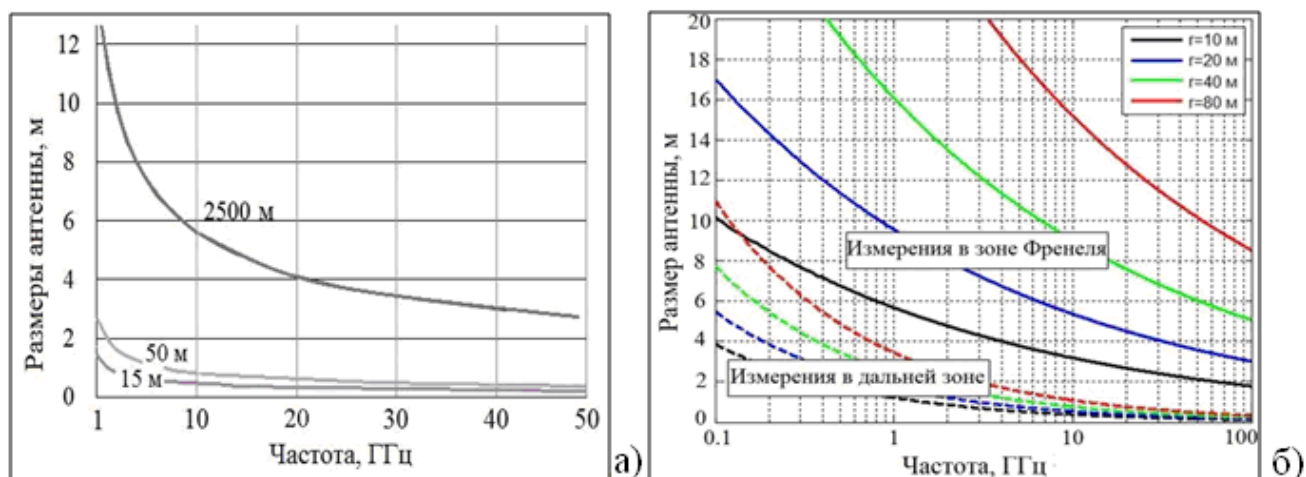 12
10
8
6
4
2
0
1
10
20
30
40
50
Размеры антенны, м
Частота, ГГц
2500 м
50 м
15 м
а)
20
18
16
14
12
10
8
6
4
2
0
0.1
1
10
100
Размер антенны, м
Частота, ГГц
r=10 м
r=20 м
r=40 м
r=80 м
Измерения в зоне Френеля
Измерения в дальней зоне
б)